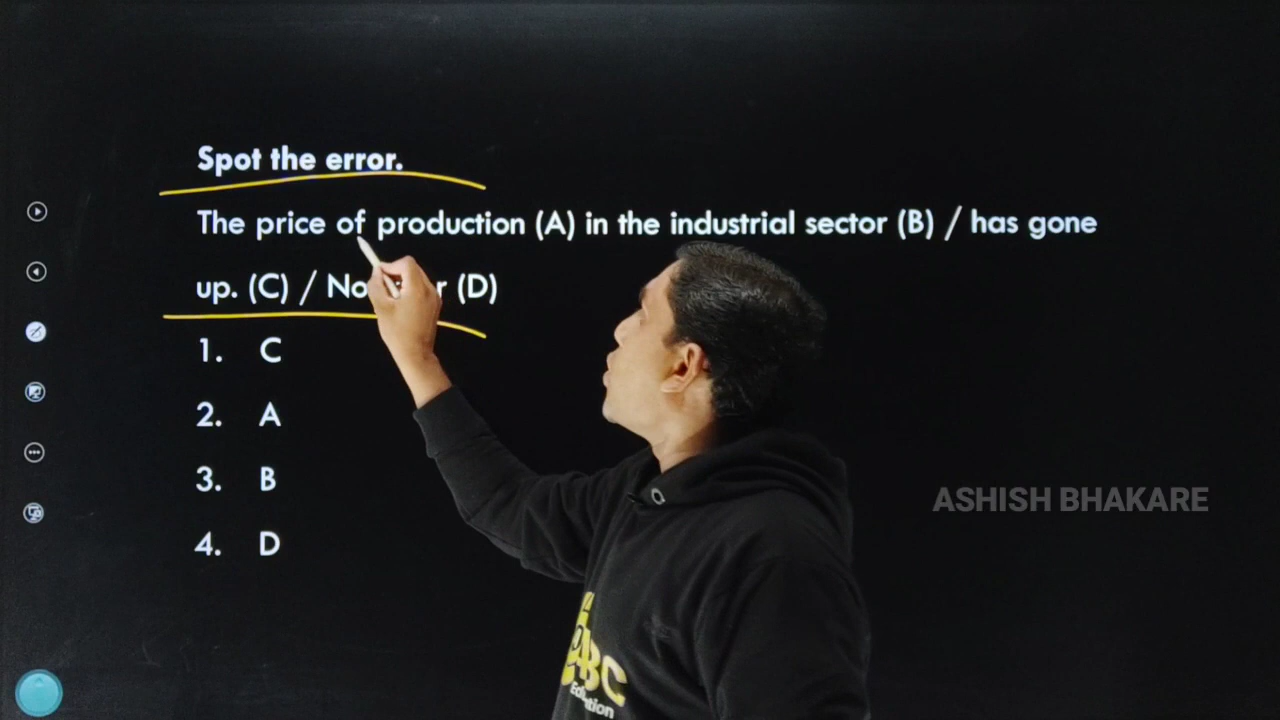 Spot the error.
The price of production (A) in the industrial sector (B) / has gone
up. (C) / No (D)
1. C
2. A
3. B
4. D
ASHISH BHAKARE